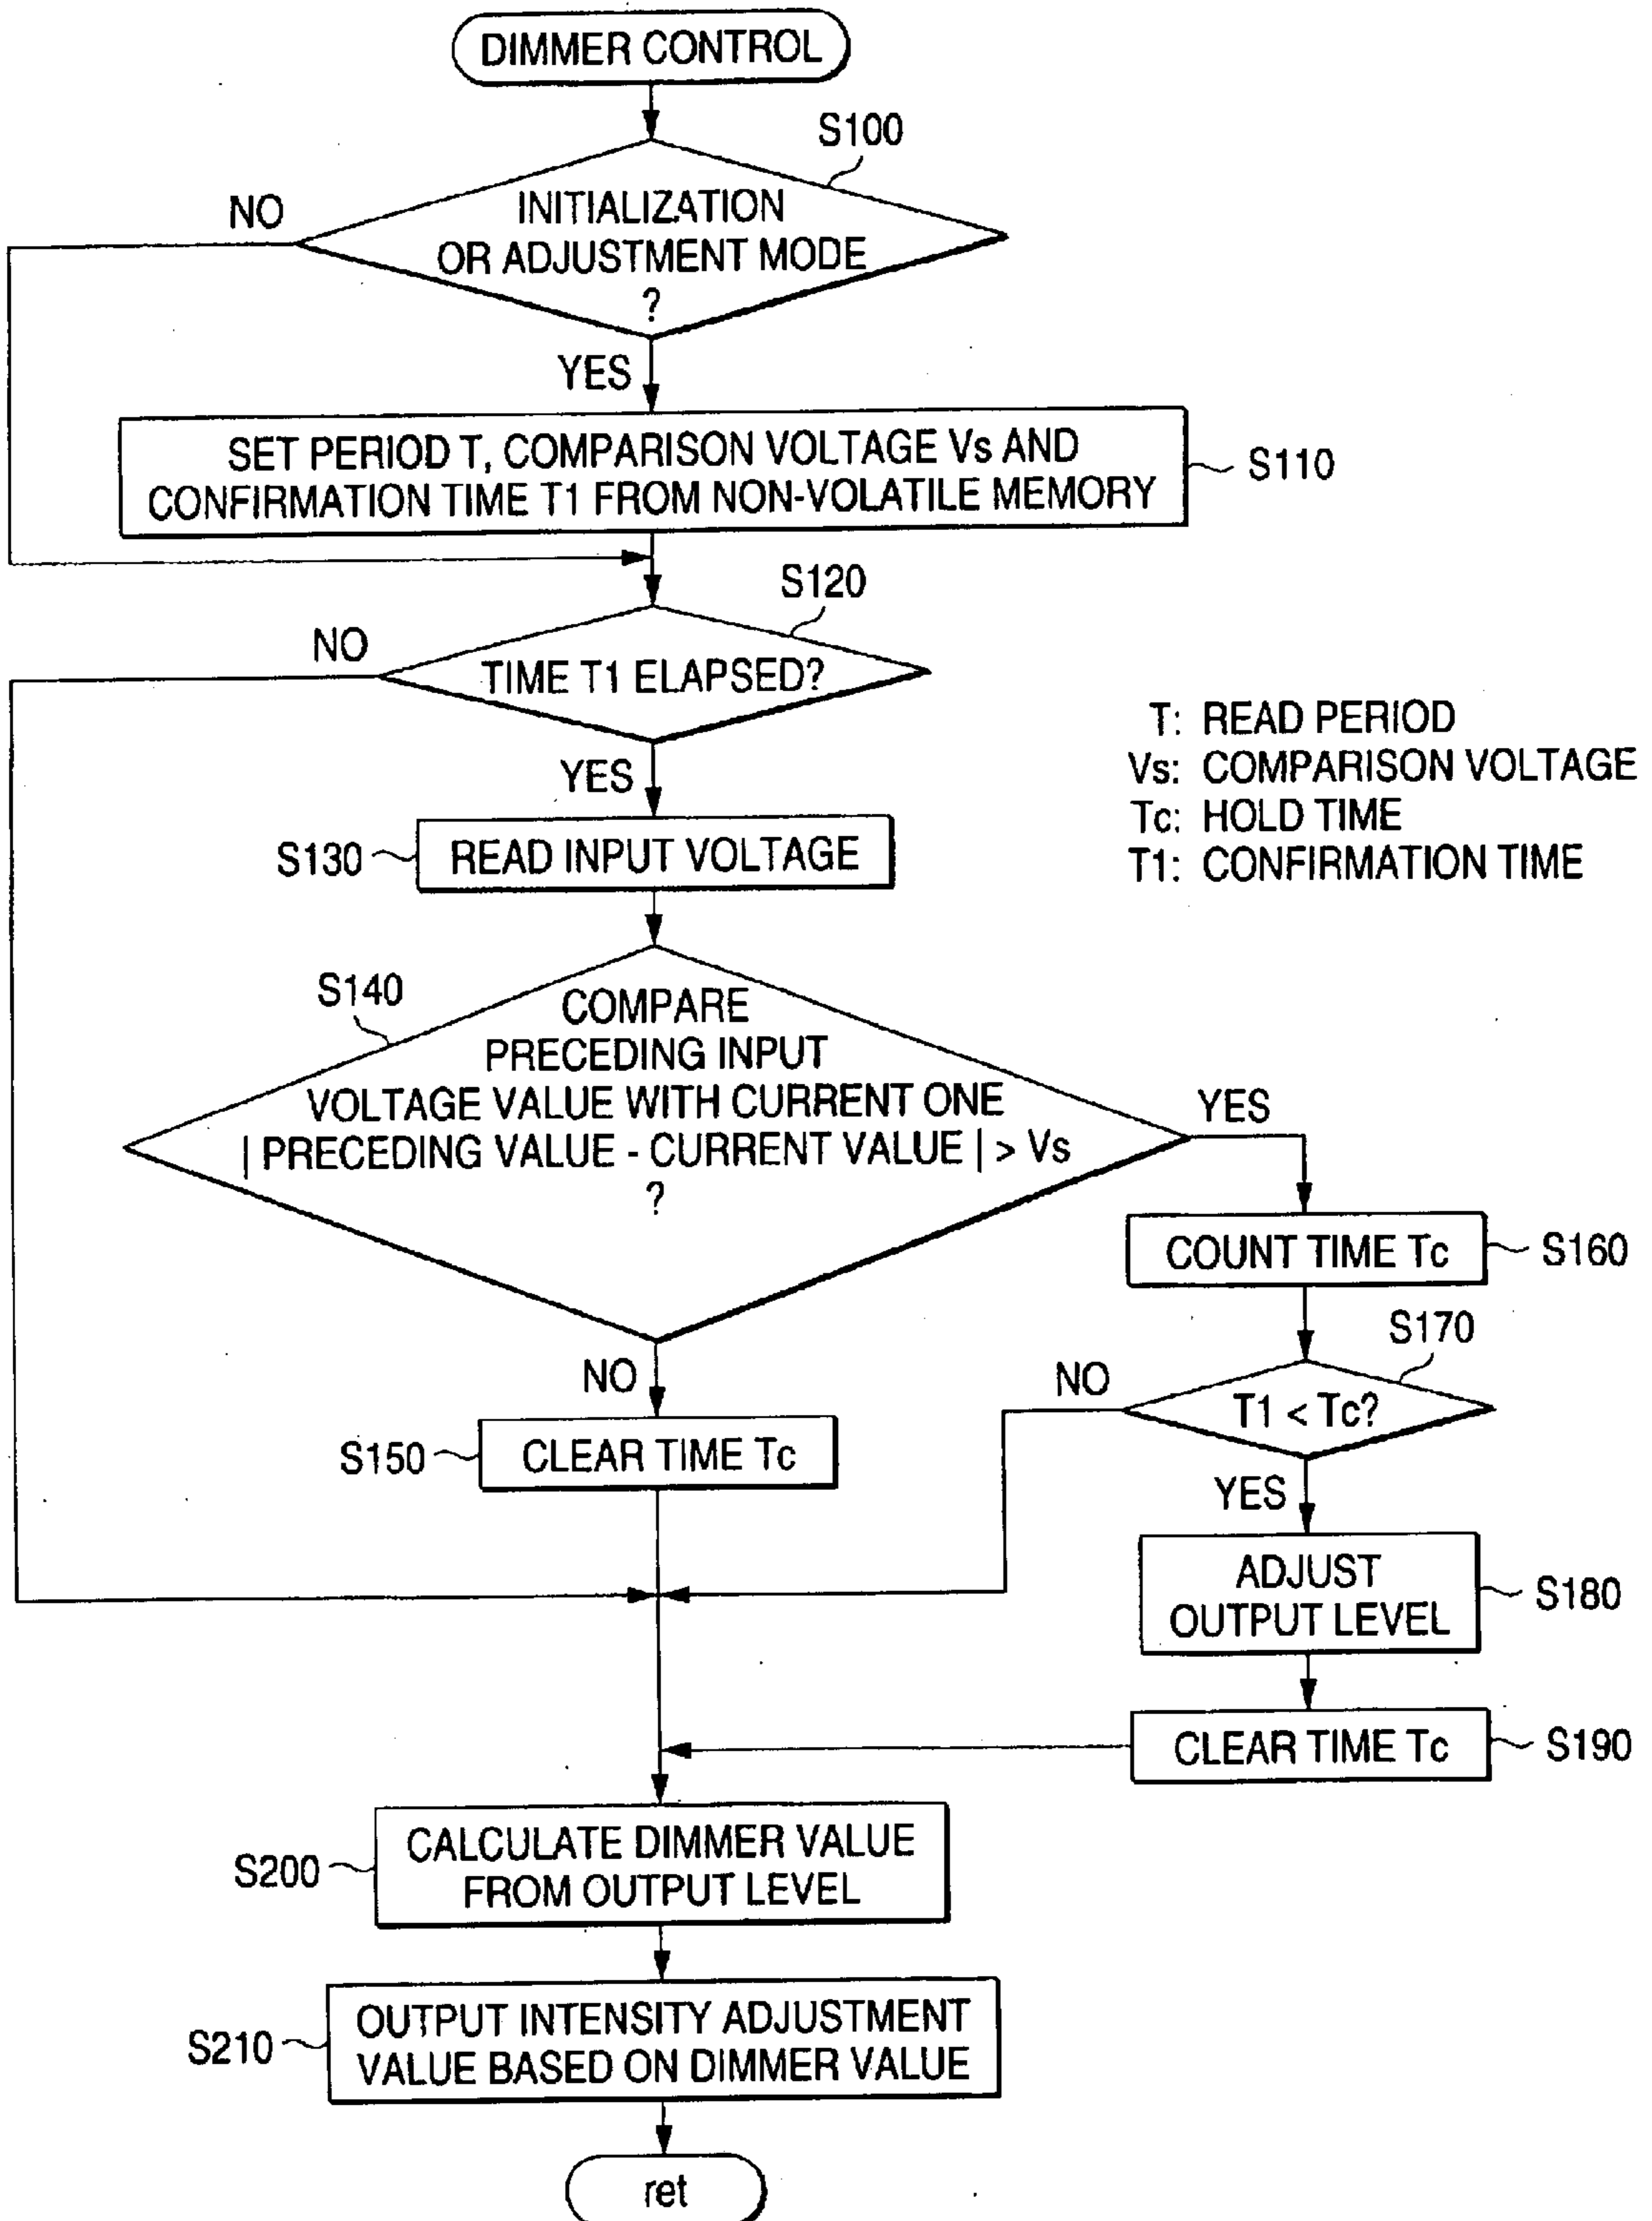 DIMMER CONTROL
S100
NO
INITIALIZATION
OR ADJUSTMENT MODE
?
YES
SET PERIOD T, COMPARISON VOLTAGE Vs AND
CONFIRMATION TIME T1 FROM NON-VOLATILE MEMORY
S110
S120
NO
TIME T1 ELAPSED?
YES
T: READ PERIOD
Vs: COMPARISON VOLTAGE
Tc: HOLD TIME
T1: CONFIRMATION TIME
S130
READ INPUT VOLTAGE
S140
COMPARE
PRECEDING INPUT
VOLTAGE VALUE WITH CURRENT ONE
| PRECEDING VALUE - CURRENT VALUE | > Vs
?
YES
COUNT TIME Tc
S160
S170
NO
NO
T1 < Tc?
S150
CLEAR TIME Tc
YES
ADJUST
OUTPUT LEVEL
S180
CLEAR TIME Tc
S190
S200
CALCULATE DIMMER VALUE
FROM OUTPUT LEVEL
S210
OUTPUT INTENSITY ADJUSTMENT
VALUE BASED ON DIMMER VALUE
ret